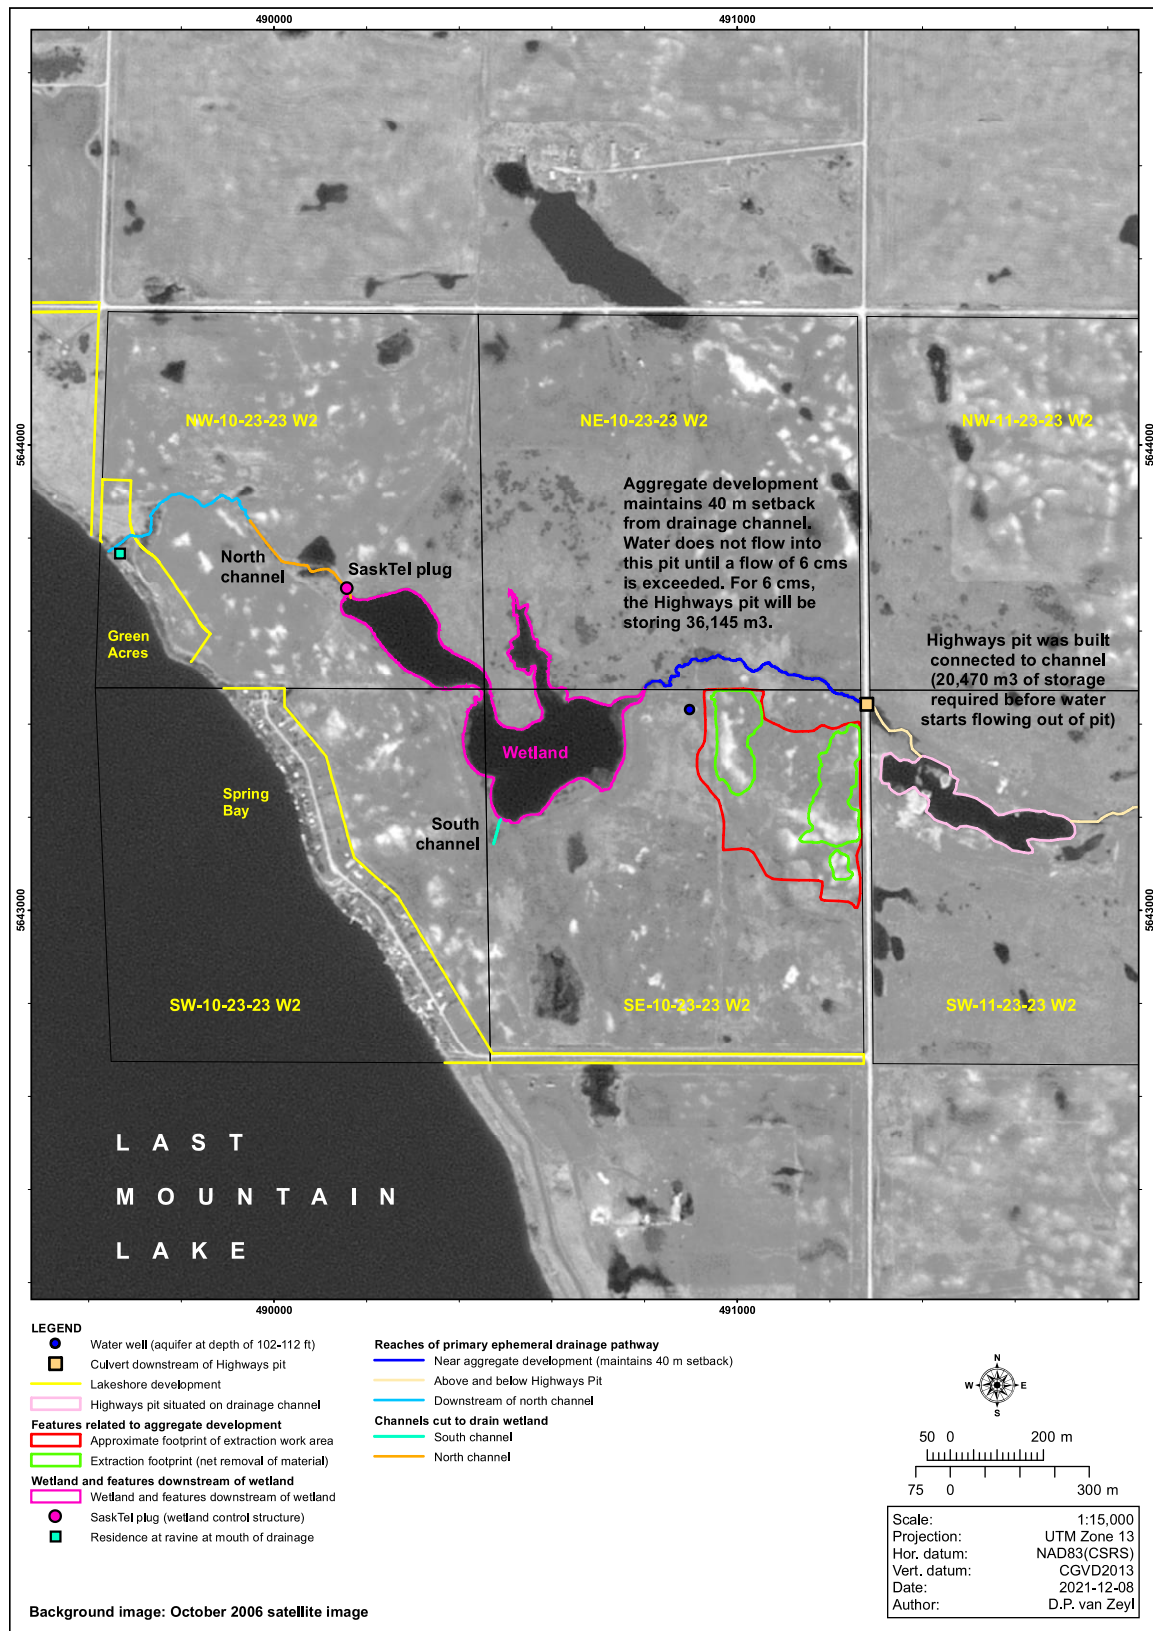 490000
491000
NW-10-23-23 W2
NE-10-23-23 W2
NW-11-23-23 W2
5644000
5644000
Aggregate development
maintains 40 m setback
from drainage channel.
Water does not flow into
this pit until a flow of 6 cms
is exceeded. For 6 cms,
the Highways pit will be
storing 36,145 m3.
North
channel
SaskTel plug
Green
Acres
Highways pit was built
connected to channel
(20,470 m3 of storage
required before water
starts flowing out of pit)
Wetland
Spring
Bay
South
channel
5643000
5643000
SW-10-23-23 W2
SE-10-23-23 W2
SW-11-23-23 W2
LAST
MOUNTAIN
LAKE
490000
491000
LEGEND
Water well (aquifer at depth of 102-112 ft)
Culvert downstream of Highways pit
Lakeshore development
Highways pit situated on drainage channel
Features related to aggregate development
Approximate footprint of extraction work area
Extraction footprint (net removal of material)
Wetland and features downstream of wetland
Wetland and features downstream of wetland
SaskTel plug (wetland control structure)
Residence at ravine at mouth of drainage
Reaches of primary ephemeral drainage pathway
Near aggregate development (maintains 40 m setback)
Above and below Highways Pit
Downstream of north channel
Channels cut to drain wetland
South channel
North channel
N
W E
S
50 0 200 m
75 0 300 m
Scale: 1:15,000
Projection: UTM Zone 13
Hor. datum: NAD83(CSRS)
Vert. datum: CGVD2013
Date: 2021-12-08
Author: D.P. van Zeyl
Background image: October 2006 satellite image